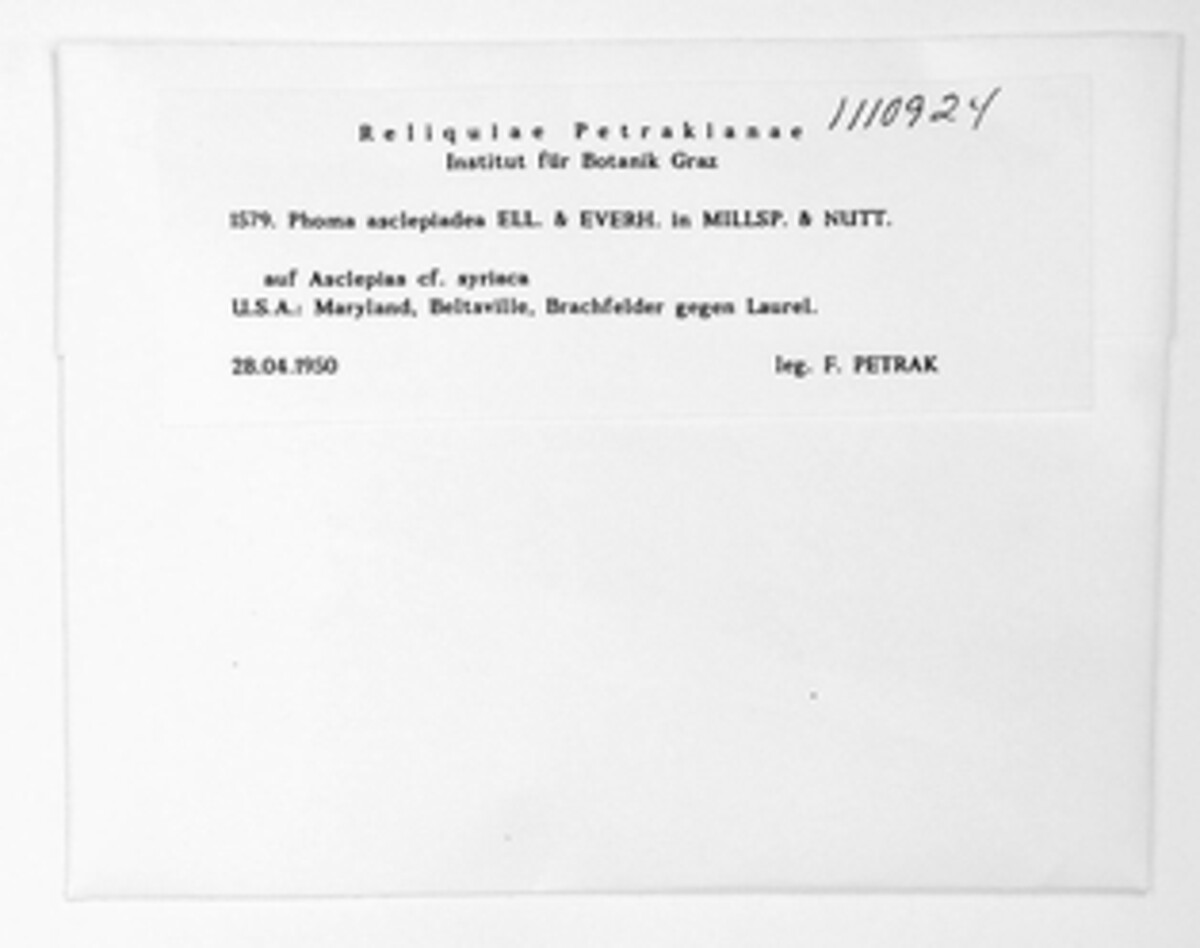 1110924
Reliquiae Petrakianae
Institut für Botanik Graz
1579. Phoma asclepiadea ELL. & EVERH. in MILLSP. & NUTT.
auf Asclepias cf. syriaca
U.S.A.: Maryland, Beltsville, Brachfelder gegen Laurel.
28.04.1950 leg. F. PETRAK